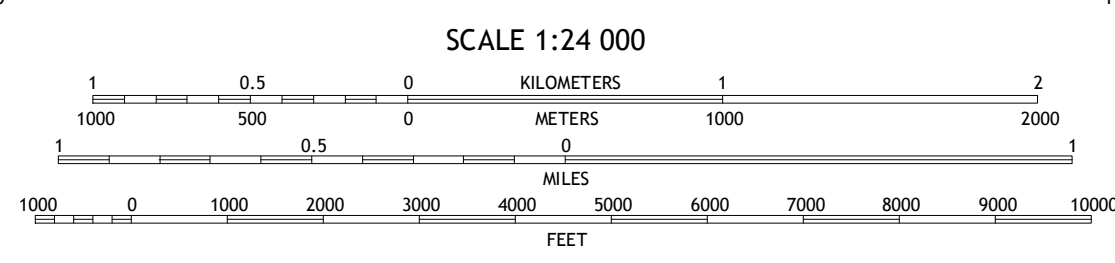 SCALE 1:24 000
1 0.5 0 KILOMETERS 1 2
1000 500 0 METERS 1000 2000
1 0.5 0 1
MILES
1000 0 1000 2000 3000 4000 5000 6000 7000 8000 9000 10000
FEET